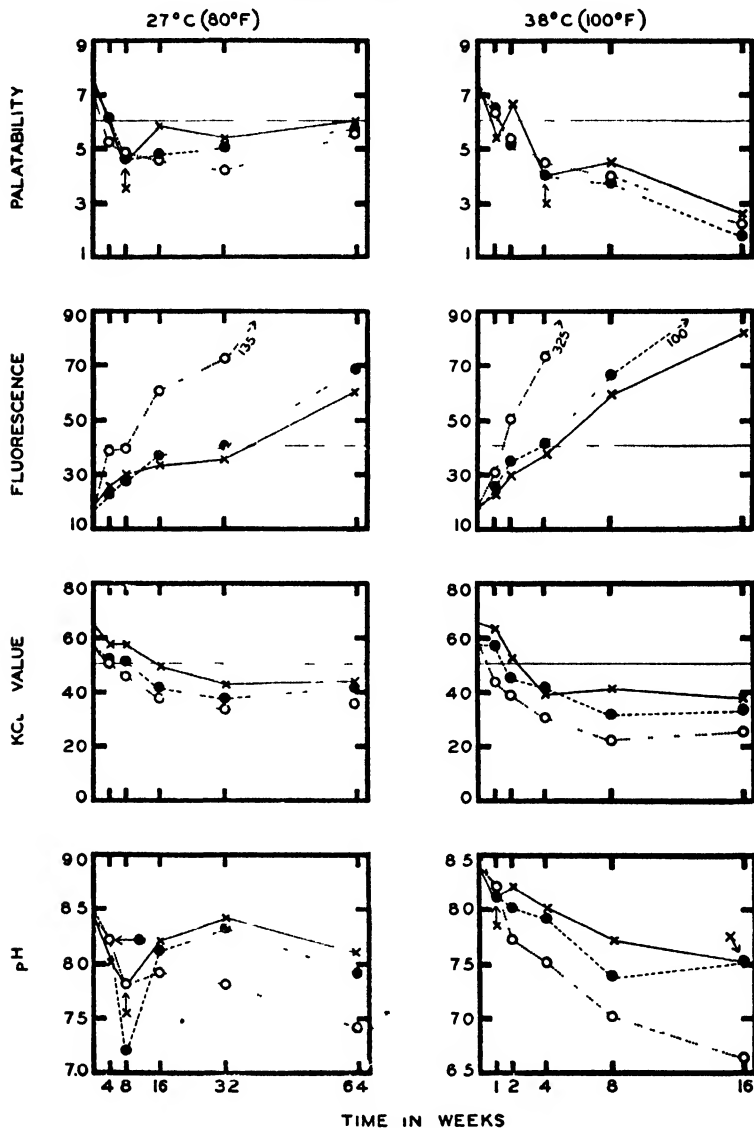 27°C (80°F) 38°C (100°F)
PALATABILITY
9 9
7 7
5 5
3 3
1 1
FLUORESCENCE
90 90
135 325 100
70 70
50 50
30 30
10 10
KCL VALUE
80 80
60 60
40 40
20 20
0 0
pH
9.0 8.5
8.5 8.0
8.0 7.5
7.5 7.0
7.0 6.5
4 8 16 32 64 1 2 4 8 16
TIME IN WEEKS